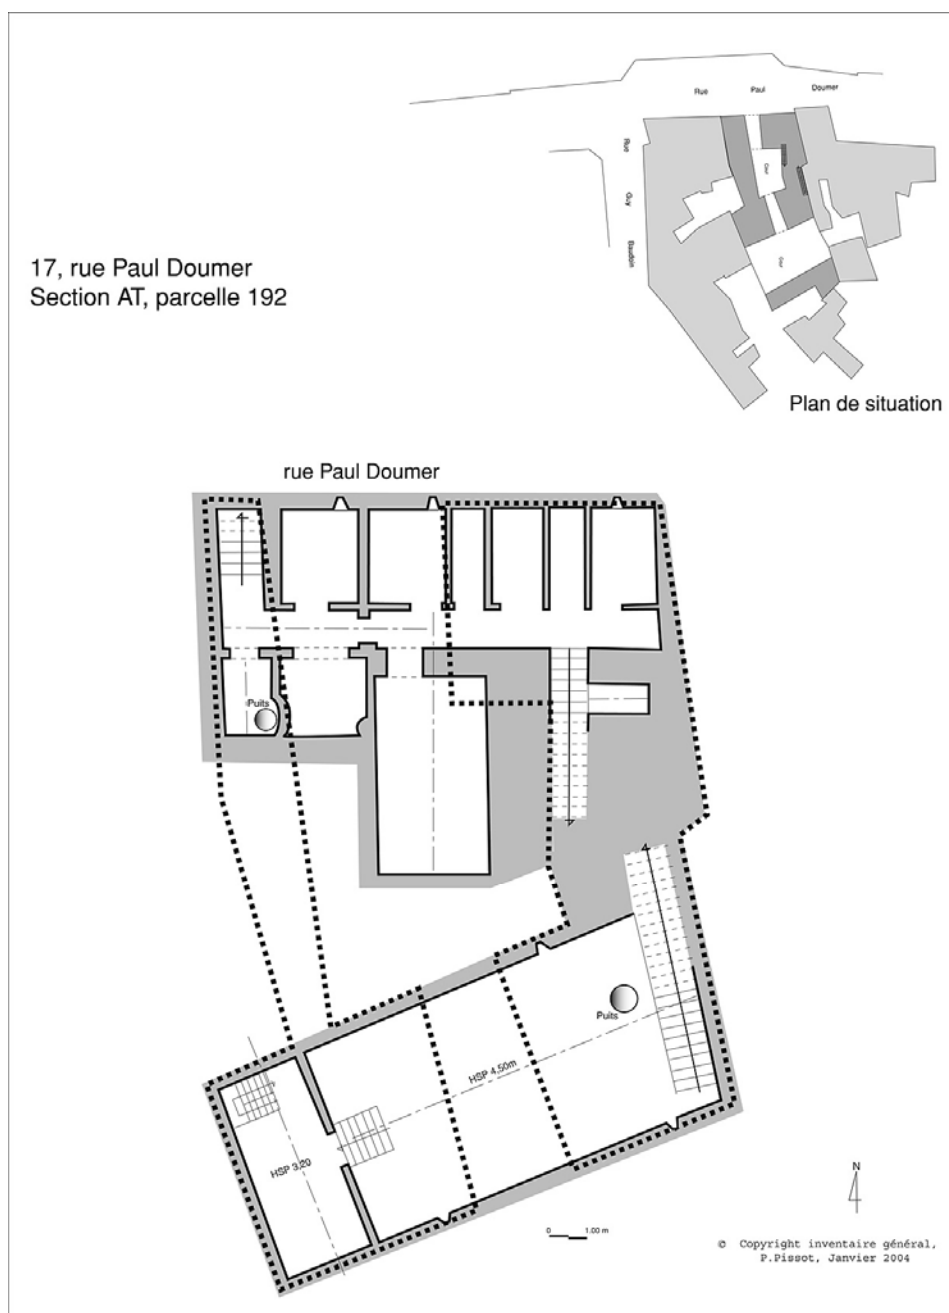 Rue Paul Doumer
Rue Guy Baudoin
Cour
Cour
17, rue Paul Doumer
Section AT, parcelle 192
Plan de situation
rue Paul Doumer
Puits
Puits
HSP 4,50m
HSP 3,20
N
0 1,00 m
© Copyright inventaire général,
P.Pissot, Janvier 2004